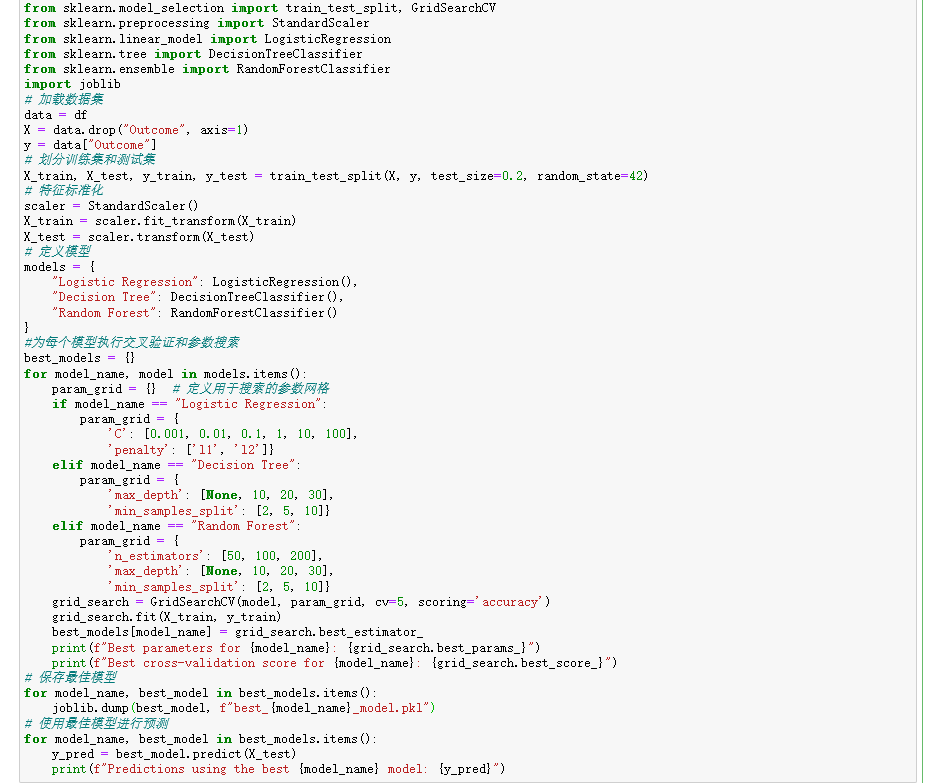 from sklearn.model_selection import train_test_split, GridSearchCV
from sklearn.preprocessing import StandardScaler
from sklearn.linear_model import LogisticRegression
from sklearn.tree import DecisionTreeClassifier
from sklearn.ensemble import RandomForestClassifier
import joblib
# 加载数据集
data = df
X = data.drop("Outcome", axis=1)
y = data["Outcome"]
# 划分训练集和测试集
X_train, X_test, y_train, y_test = train_test_split(X, y, test_size=0.2, random_state=42)
# 特征标准化
scaler = StandardScaler()
X_train = scaler.fit_transform(X_train)
X_test = scaler.transform(X_test)
# 定义模型
models = {
    "Logistic Regression": LogisticRegression(),
    "Decision Tree": DecisionTreeClassifier(),
    "Random Forest": RandomForestClassifier()
}
#为每个模型执行交叉验证和参数搜索
best_models = {}
for model_name, model in models.items():
    param_grid = {}  # 定义用于搜索的参数网格
    if model_name == "Logistic Regression":
        param_grid = {
            'C': [0.001, 0.01, 0.1, 1, 10, 100],
            'penalty': ['l1', 'l2']}
    elif model_name == "Decision Tree":
        param_grid = {
            'max_depth': [None, 10, 20, 30],
            'min_samples_split': [2, 5, 10]}
    elif model_name == "Random Forest":
        param_grid = {
            'n_estimators': [50, 100, 200],
            'max_depth': [None, 10, 20, 30],
            'min_samples_split': [2, 5, 10]}
    grid_search = GridSearchCV(model, param_grid, cv=5, scoring='accuracy')
    grid_search.fit(X_train, y_train)
    best_models[model_name] = grid_search.best_estimator_
    print(f"Best parameters for {model_name}: {grid_search.best_params_}")
    print(f"Best cross-validation score for {model_name}: {grid_search.best_score_}")
# 保存最佳模型
for model_name, best_model in best_models.items():
    joblib.dump(best_model, f"best_{model_name}_model.pkl")
# 使用最佳模型进行预测
for model_name, best_model in best_models.items():
    y_pred = best_model.predict(X_test)
    print(f"Predictions using the best {model_name} model: {y_pred}")